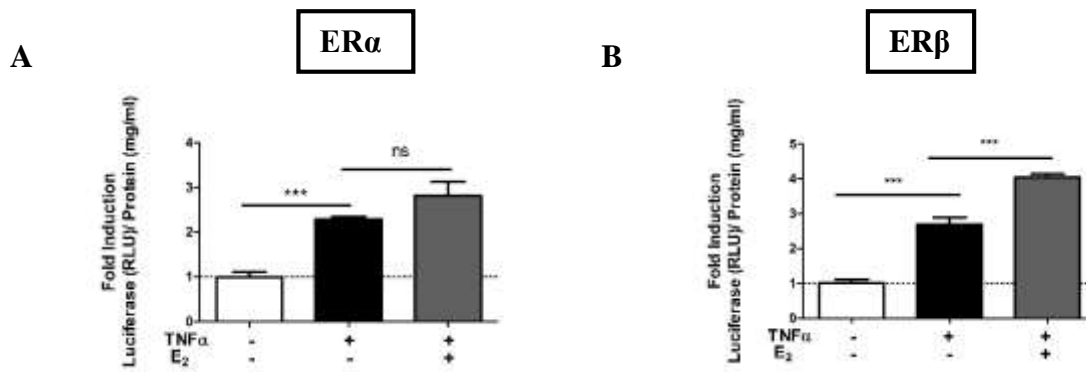 A
ERα
Fold Induction
Luciferase (RLU)/ Protein (mg/ml)
4
3
2
1
0
***
ns
TNFα - + +
E₂ - - +
B
ERβ
Fold Induction
Luciferase (RLU)/ Protein (mg/ml)
5
4
3
2
1
0
***
***
TNFα - + +
E₂ - - +